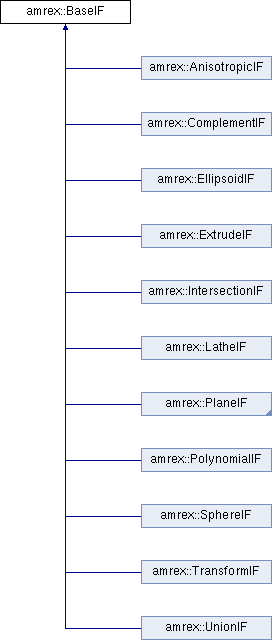 amrex::BaseIF
amrex::AnisotropicIF
amrex::ComplementIF
amrex::EllipsoidIF
amrex::ExtrudeIF
amrex::IntersectionIF
amrex::LatheIF
amrex::PlaneIF
amrex::PolynomialIF
amrex::SphereIF
amrex::TransformIF
amrex::UnionIF